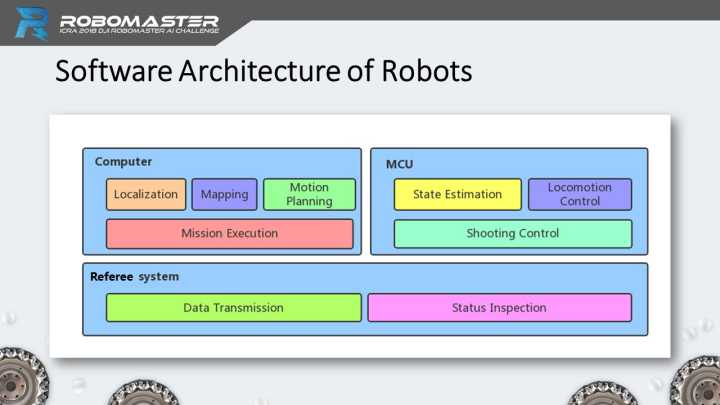 ROBOMASTER
ICRA 2018 DJI ROBOMASTER AI CHALLENGE
Software Architecture of Robots
Computer
Localization
Mapping
Motion
Planning
Mission Execution
MCU
State Estimation
Locomotion
Control
Shooting Control
Referee system
Data Transmission
Status Inspection